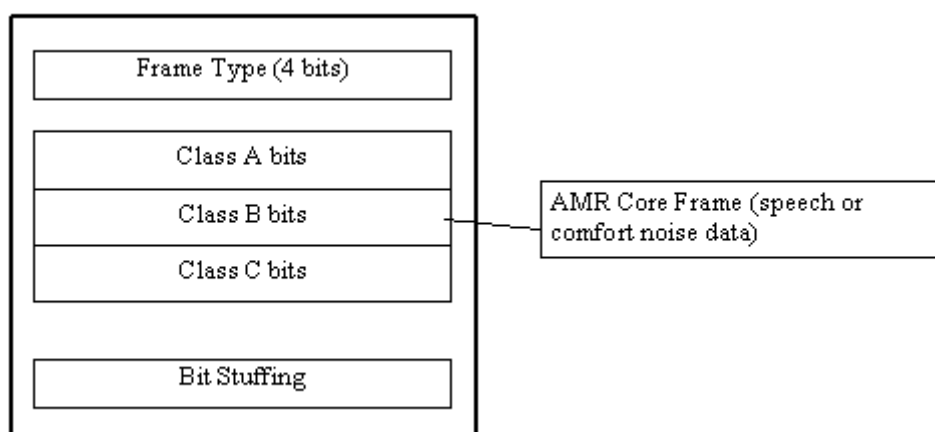 Frame Type (4 bits)
Class A bits
Class B bits
Class C bits
AMR Core Frame (speech or
comfort noise data)
Bit Stuffing